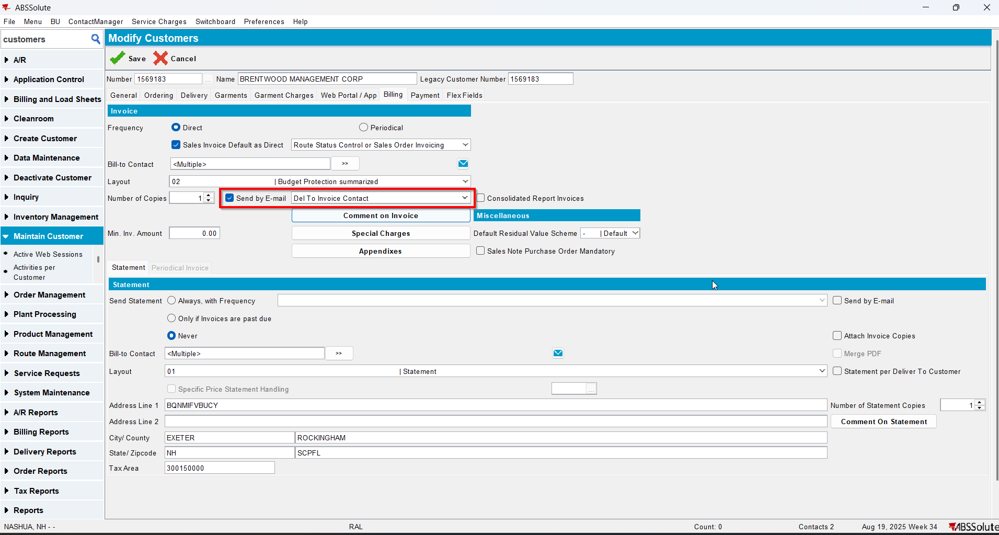 ABSSolute
File Menu BU ContactManager Service Charges Switchboard Preferences Help
customers
Modify Customers
Save Cancel
Number 1569183 ... Name BRENTWOOD MANAGEMENT CORP Legacy Customer Number 1569183
General Ordering Delivery Garments Garment Charges Web Portal / App Billing Payment Flex Fields
Invoice
Frequency Direct Periodical
Sales Invoice Default as Direct Route Status Control or Sales Order Invoicing
Bill-to Contact <Multiple> >>
Layout 02 | Budget Protection summarized
Number of Copies 1 Send by E-mail Del To Invoice Contact Consolidated Report Invoices
Comment on Invoice Miscellaneous
Min. Inv. Amount 0.00 Special Charges Default Residual Value Scheme - | Default
Appendixes Sales Note Purchase Order Mandatory
Statement Periodical Invoice
Statement
Send Statement Always, with Frequency Send by E-mail
Only if Invoices are past due
Never Attach Invoice Copies
Bill-to Contact <Multiple> >> Merge PDF
Layout 01 | Statement Statement per Deliver To Customer
Specific Price Statement Handling ...
Address Line 1 BQNMIFVBUCY Number of Statement Copies 1
Address Line 2 Comment On Statement
City/ County EXETER ROCKINGHAM
State/ Zipcode NH SCPFL
Tax Area 300150000
A/R
Application Control
Billing and Load Sheets
Cleanroom
Create Customer
Data Maintenance
Deactivate Customer
Inquiry
Inventory Management
Maintain Customer
Active Web Sessions
Activities per
Customer
Order Management
Plant Processing
Product Management
Route Management
Service Requests
System Maintenance
A/R Reports
Billing Reports
Delivery Reports
Order Reports
Tax Reports
Reports
NASHUA, NH - - RAL Count: 0 Contacts 2 Aug 19, 2025 Week 34 ABSSolute